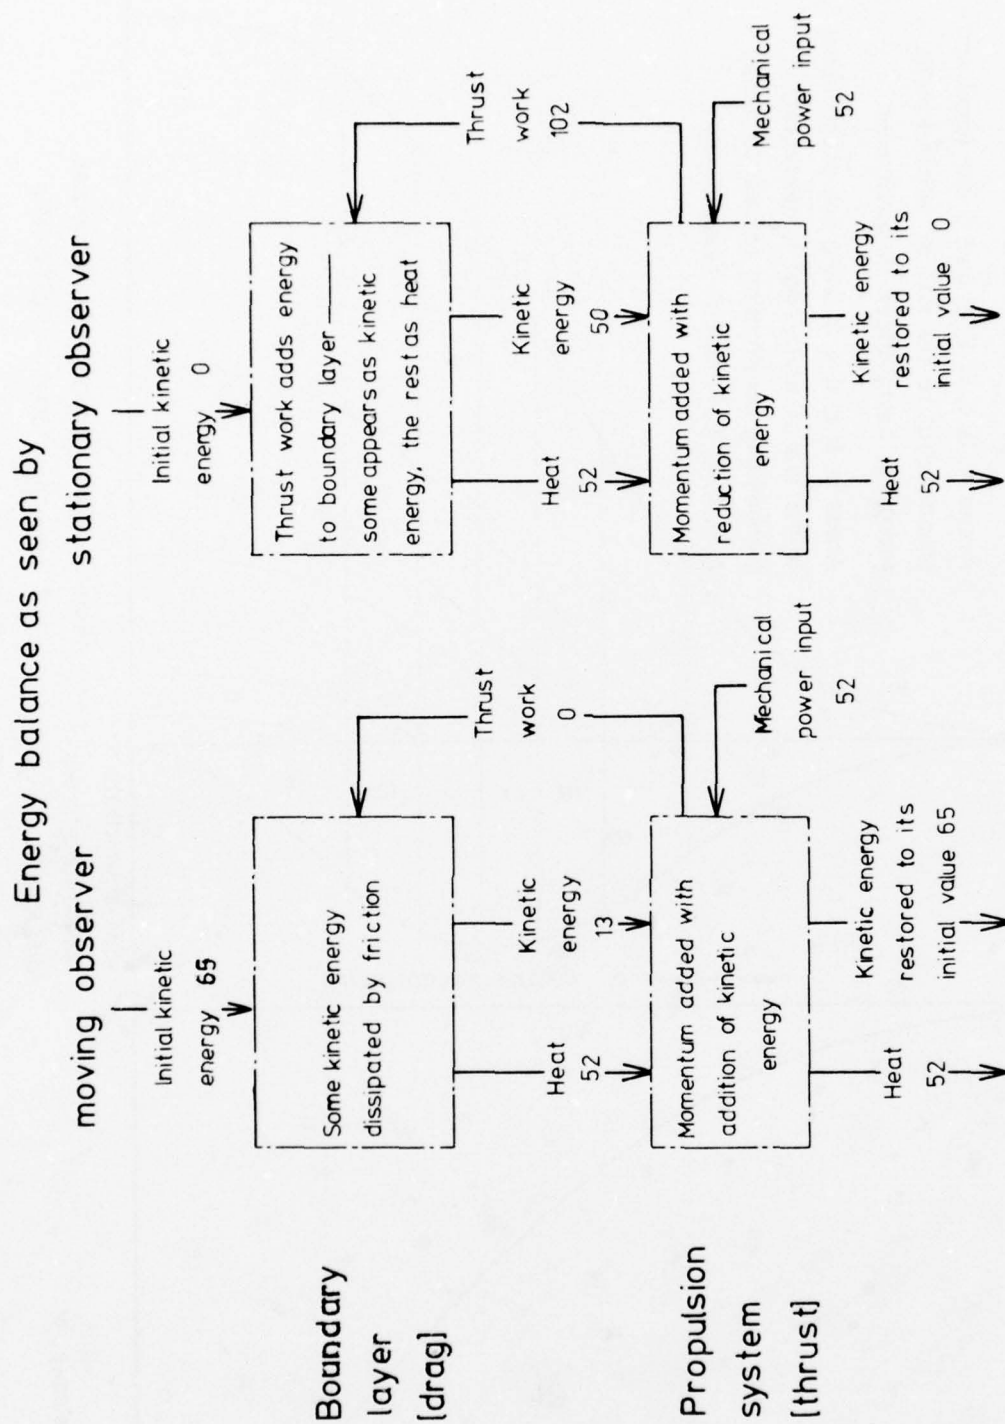 Energy balance as seen by
moving observer
stationary observer
Initial kinetic
energy 65
Initial kinetic
energy 0
Boundary
layer
[drag]
Some kinetic energy
dissipated by friction
Thrust work adds energy
to boundary layer ——
some appears as kinetic
energy, the rest as heat
Heat
52
Kinetic
energy
13
Thrust
work
0
Heat
52
Kinetic
energy
50
Thrust
work
102
Propulsion
system
[thrust]
Momentum added with
addition of kinetic
energy
Momentum added with
reduction of kinetic
energy
Mechanical
power input
52
Mechanical
power input
52
Heat
52
Kinetic energy
restored to its
initial value 65
Heat
52
Kinetic energy
restored to its
initial value 0